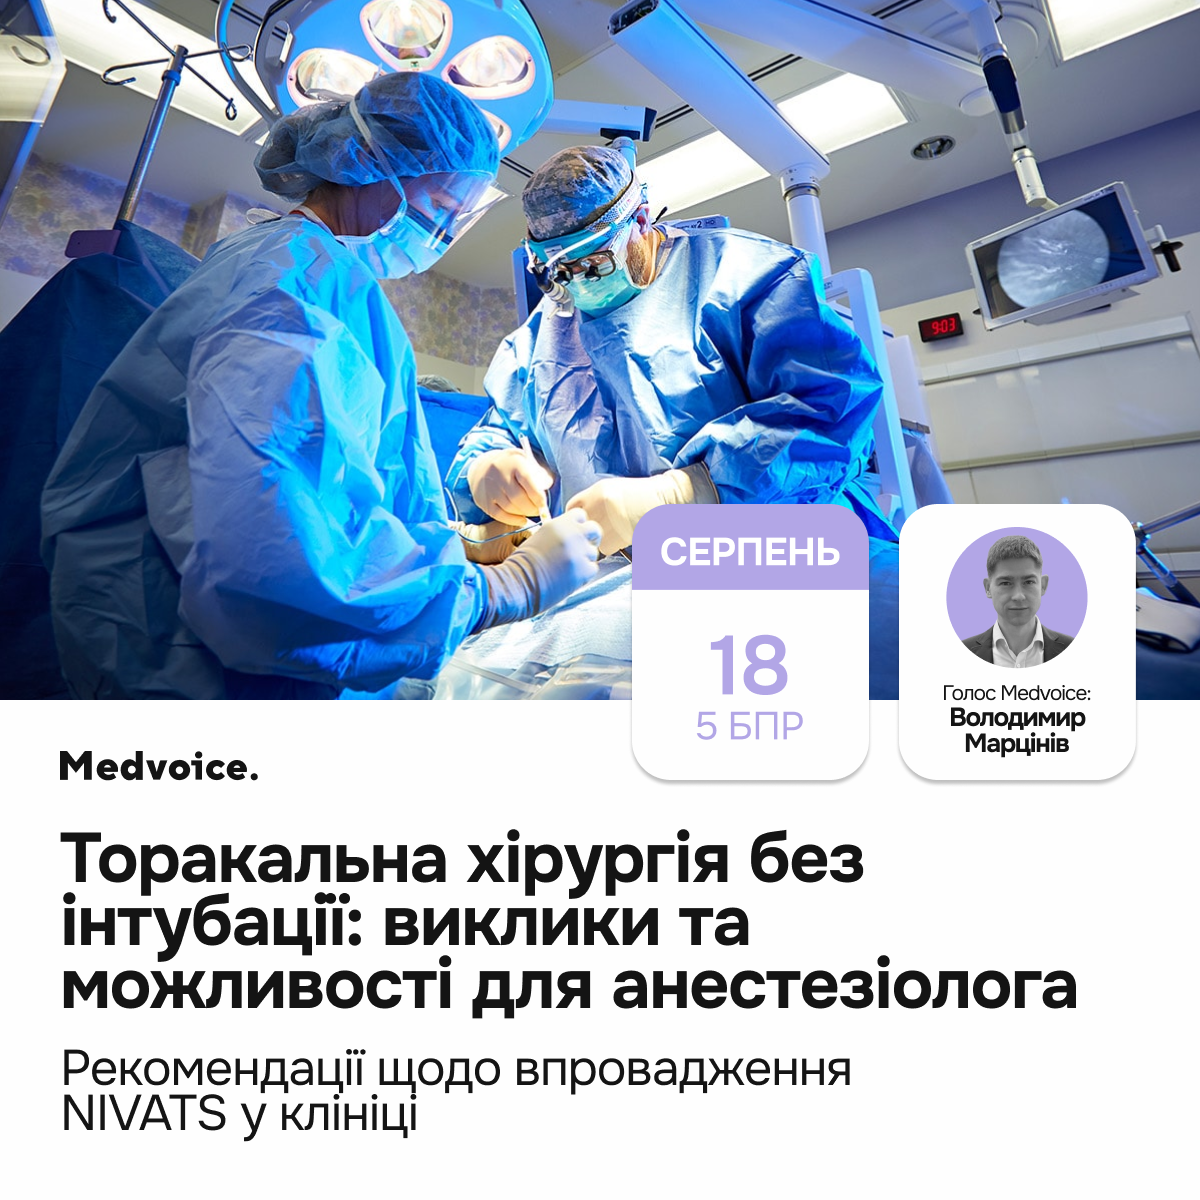 9:03
СЕРПЕНЬ
18
5 БПР
Голос Medvoice:
Володимир
Марцінів
Medvoice.
Торакальна хірургія без
інтубації: виклики та
можливості для анестезіолога
Рекомендації щодо впровадження
NIVATS у клініці